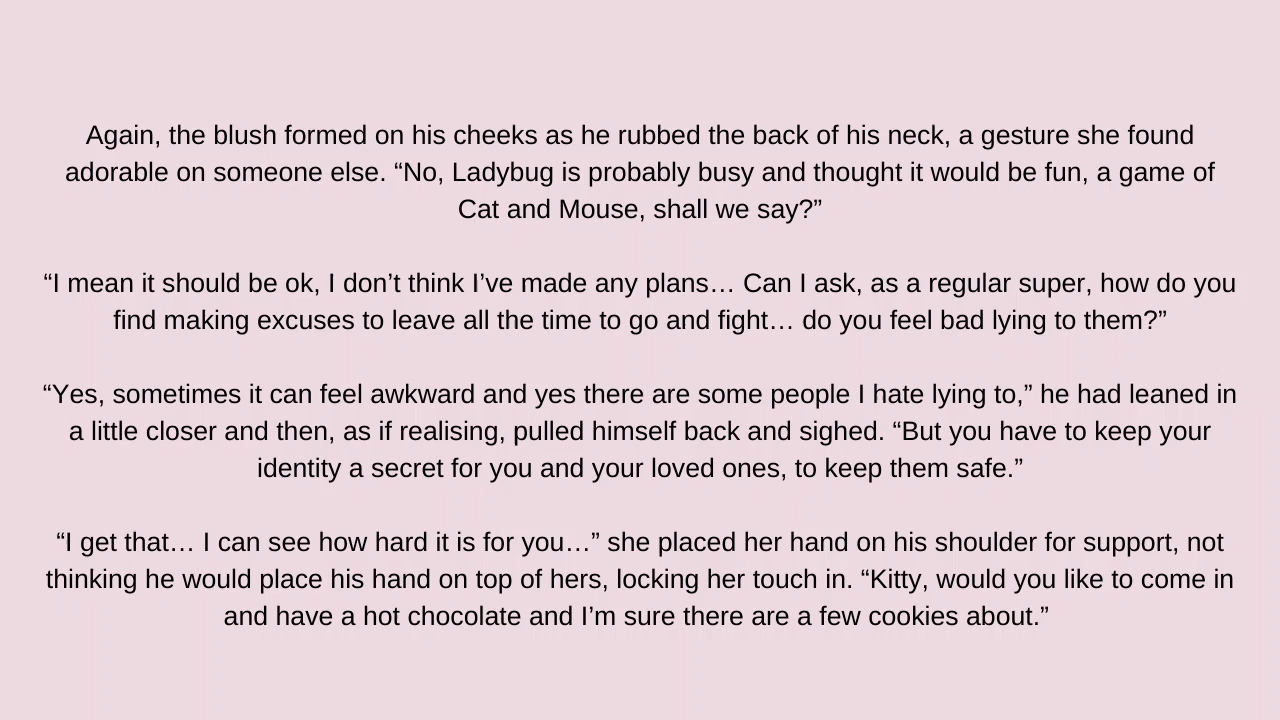 Again, the blush formed on his cheeks as he rubbed the back of his neck, a gesture she found
adorable on someone else. “No, Ladybug is probably busy and thought it would be fun, a game of
Cat and Mouse, shall we say?”
“I mean it should be ok, I don’t think I’ve made any plans… Can I ask, as a regular super, how do you
find making excuses to leave all the time to go and fight… do you feel bad lying to them?”
“Yes, sometimes it can feel awkward and yes there are some people I hate lying to,” he had leaned in
a little closer and then, as if realising, pulled himself back and sighed. “But you have to keep your
identity a secret for you and your loved ones, to keep them safe.”
“I get that… I can see how hard it is for you…” she placed her hand on his shoulder for support, not
thinking he would place his hand on top of hers, locking her touch in. “Kitty, would you like to come in
and have a hot chocolate and I’m sure there are a few cookies about.”